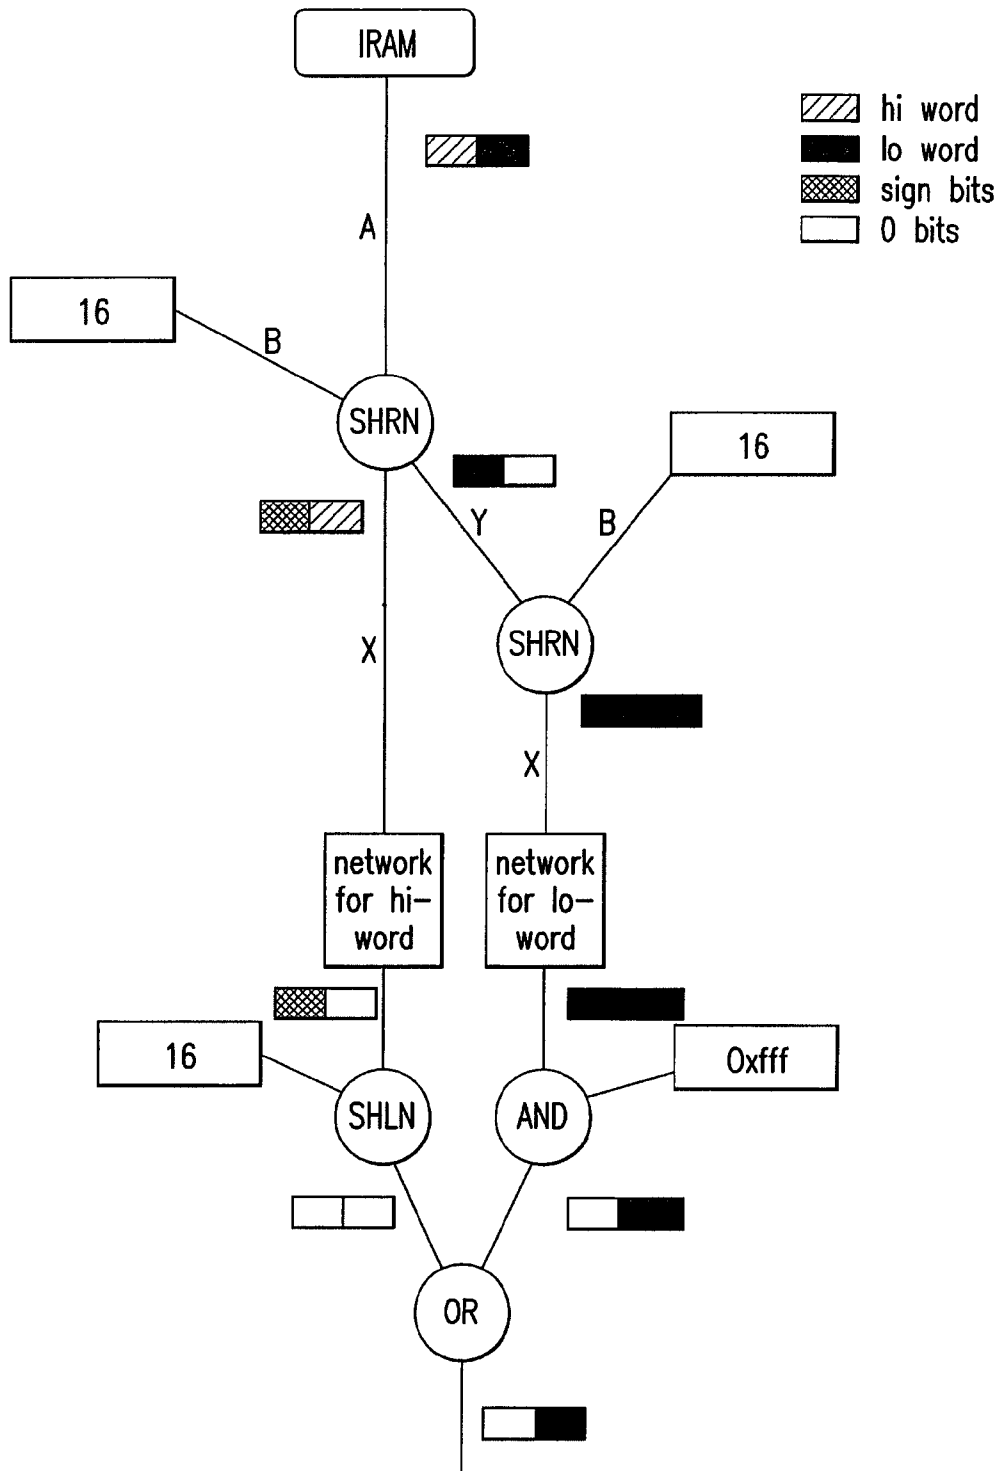 IRAM
hi word
lo word
sign bits
0 bits
A
16
B
SHRN
16
Y
B
SHRN
X
X
network
for hi-
word
network
for lo-
word
16
0xfff
SHLN
AND
OR